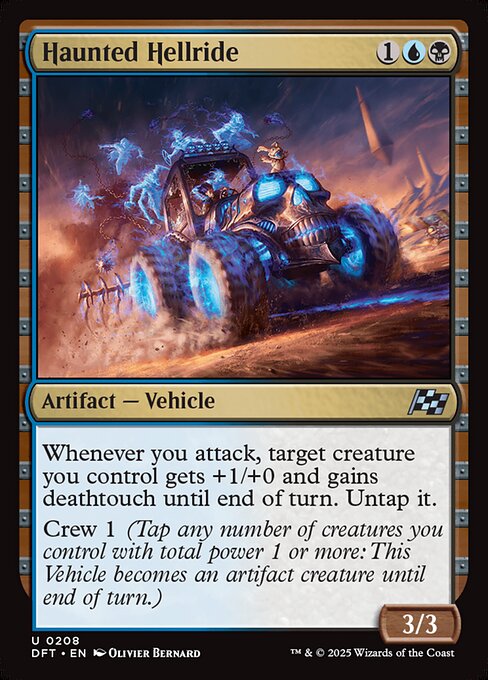 Haunted Hellride 1
Artifact — Vehicle
Whenever you attack, target creature
you control gets +1/+0 and gains
deathtouch until end of turn. Untap it.
Crew 1 (Tap any number of creatures you
control with total power 1 or more: This
Vehicle becomes an artifact creature until
end of turn.)
3/3
U 0208
DFT • EN Olivier Bernard ™ & © 2025 Wizards of the Coast